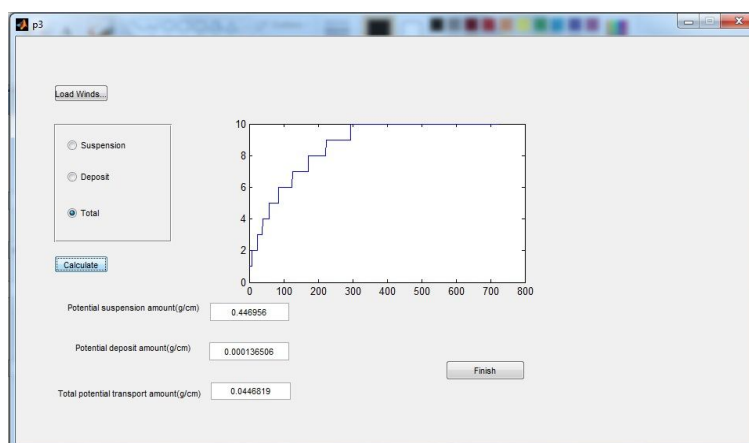 p3
Load Winds...
Suspension
Deposit
Total
Calculate
10
8
6
4
2
0
0 100 200 300 400 500 600 700 800
Potential suspension amount(g/cm) 0.446956
Potential deposit amount(g/cm) 0.000136506
Total potential transport amount(g/cm) 0.0446819
Finish